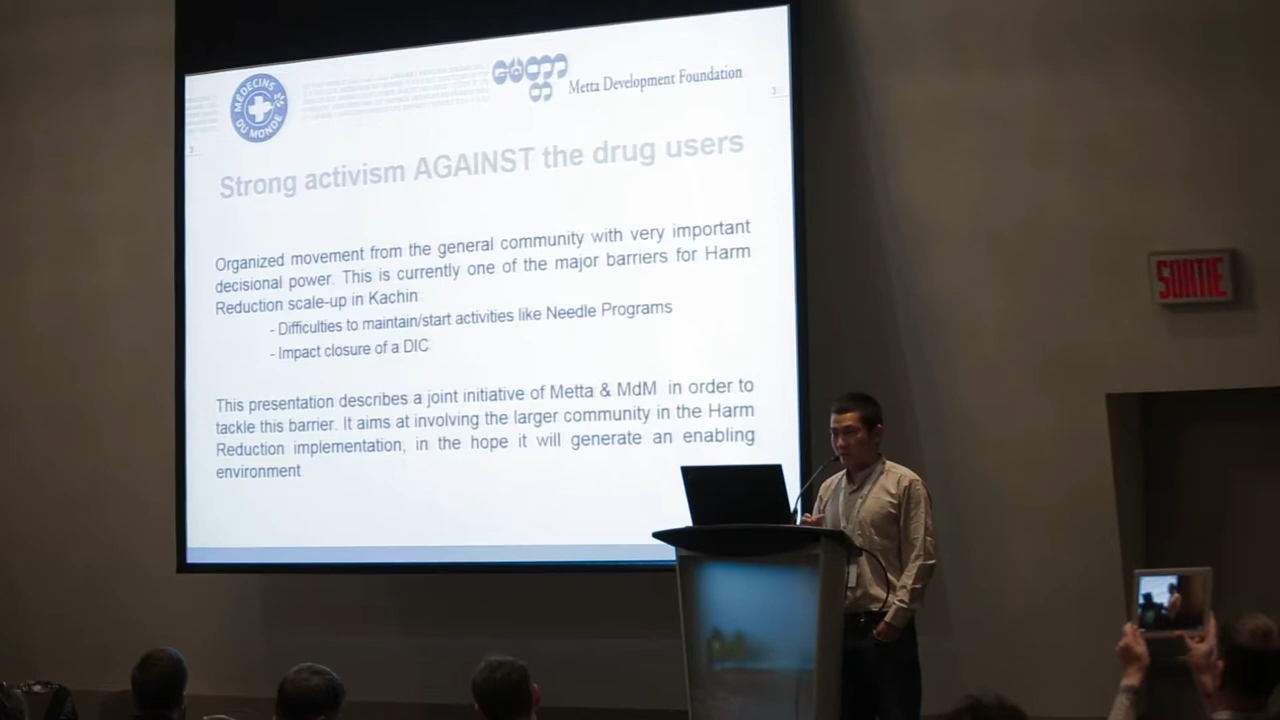 MEDECINS DU MONDE
Metta Development Foundation
3
3
Strong activism AGAINST the drug users
Organized movement from the general community with very important
decisional power. This is currently one of the major barriers for Harm
Reduction scale-up in Kachin
- Difficulties to maintain/start activities like Needle Programs
- Impact closure of a DIC
This presentation describes a joint initiative of Metta & MdM in order to
tackle this barrier. It aims at involving the larger community in the Harm
Reduction implementation, in the hope it will generate an enabling
environment
SORTIE